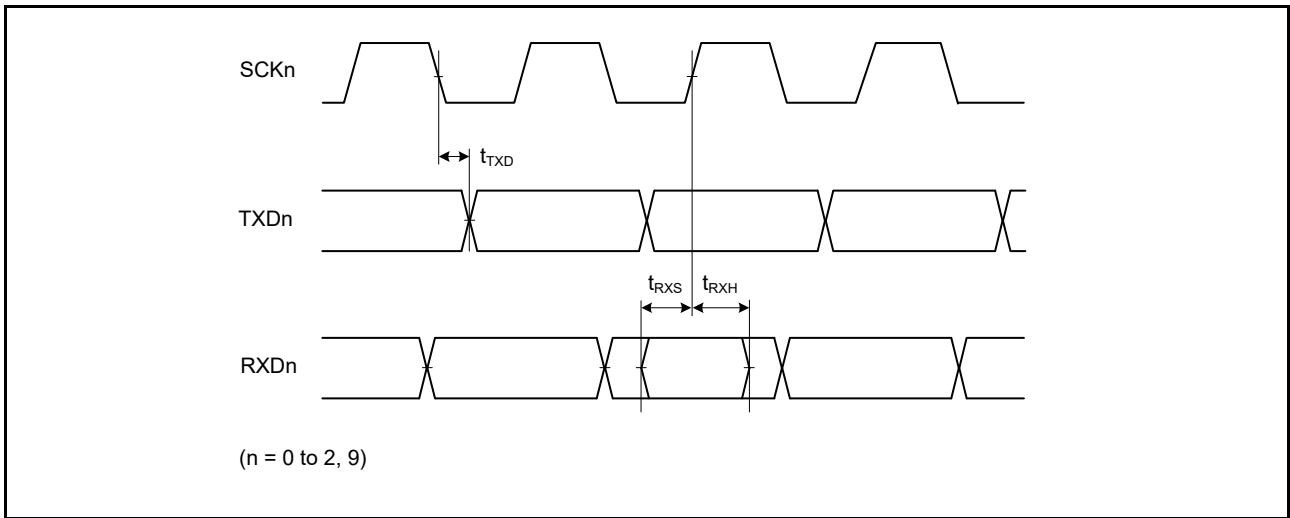 SCKn
tTXD
TXDn
tRXS tRXH
RXDn
(n = 0 to 2, 9)